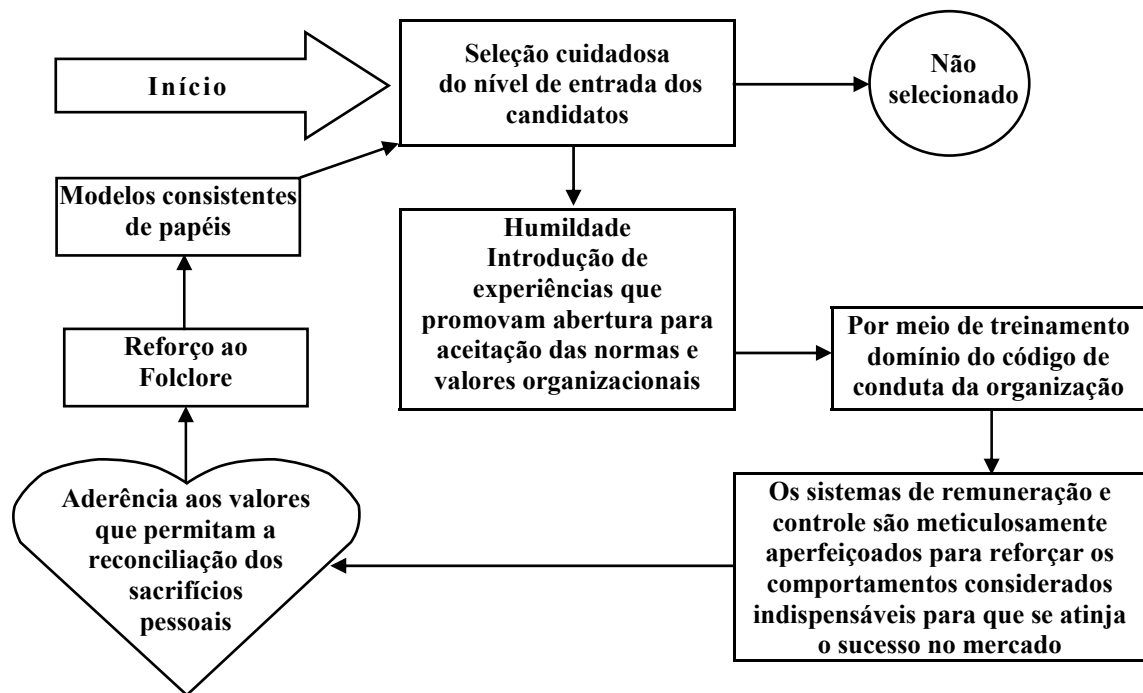 Início
Seleção cuidadosa
do nível de entrada dos
candidatos
Não
selecionado
Humildade
Introdução de
experiências que
promovam abertura para
aceitação das normas e
valores organizacionais
Por meio de treinamento
domínio do código de
conduta da organização
Os sistemas de remuneração e
controle são meticulosamente
aperfeiçoados para reforçar os
comportamentos considerados
indispensáveis para que se atinja
o sucesso no mercado
Aderência aos valores
que permitam a
reconciliação dos
sacrifícios
pessoais
Reforço ao
Folclore
Modelos consistentes
de papéis